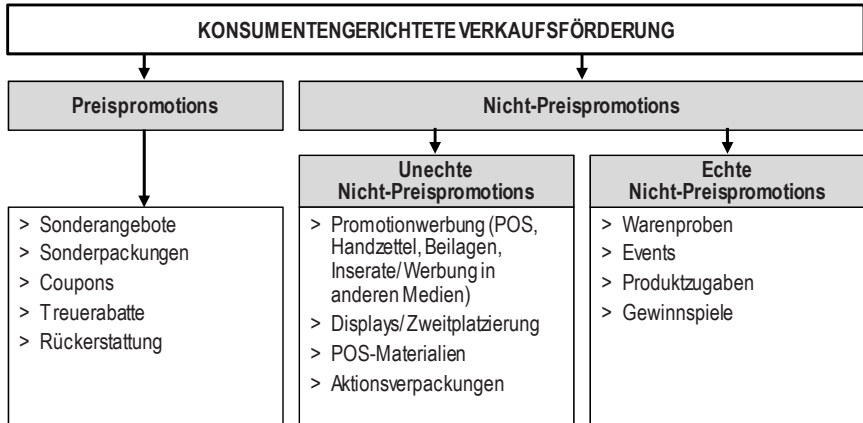 KONSUMENTENGERICHTETE VERKAUFSFÖRDERUNG
Preispromotions
Nicht-Preispromotions
Unechte
Nicht-Preispromotions
Echte
Nicht-Preispromotions
> Sonderangebote
> Sonderpackungen
> Coupons
> Treuerabatte
> Rückerstattung
> Promotionwerbung (POS,
Handzettel, Beilagen,
Inserate/Werbung in
anderen Medien)
> Displays/Zweitplatzierung
> POS-Materialien
> Aktionsverpackungen
> Warenproben
> Events
> Produktzugaben
> Gewinnspiele